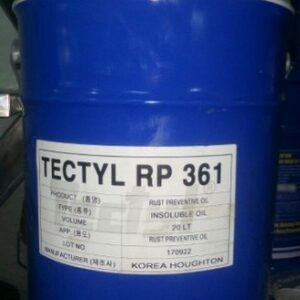 TECTYL RP 361
PRODUCT (품명) RUST PREVENTIVE OIL
TYPE (종류) INSOLUBLE OIL
VOLUME 20 LT
APP. (용도) RUST PREVENTIVE OIL
LOT NO 170922
MANUFACTURER (제조사) KOREA HOUGHTON